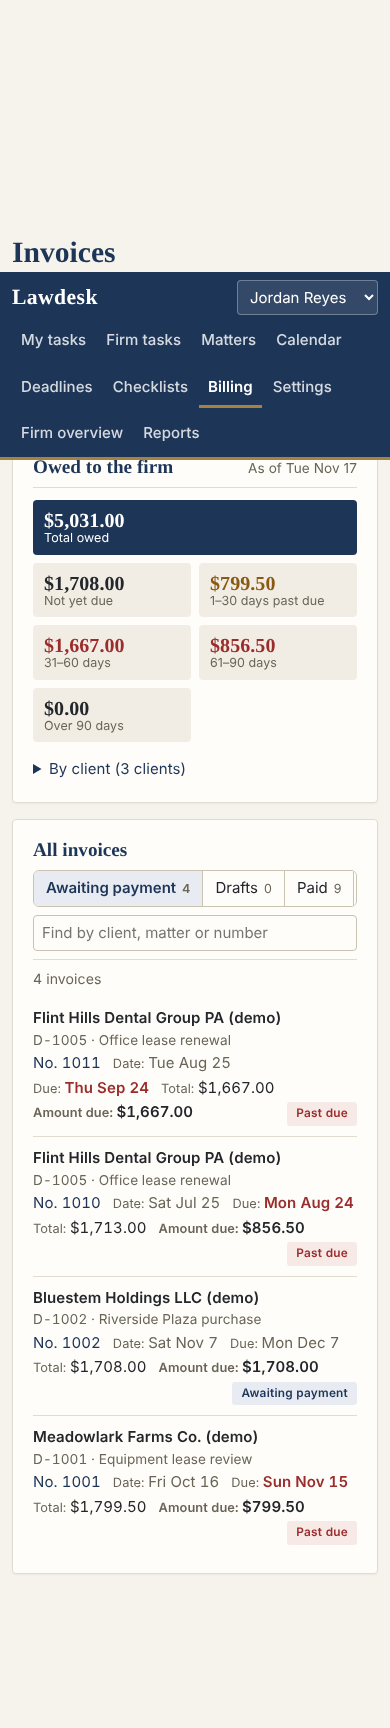 Invoices
Lawdesk
Jordan Reyes
My tasks Firm tasks Matters Calendar
Deadlines Checklists Billing Settings
Firm overview Reports
Owed to the firm As of Tue Nov 17
$5,031.00
Total owed
$1,708.00 $799.50
Not yet due 1–30 days past due
$1,667.00 $856.50
31–60 days 61–90 days
$0.00
Over 90 days
By client (3 clients)
All invoices
Awaiting payment 4 Drafts 0 Paid 9
Find by client, matter or number
4 invoices
Flint Hills Dental Group PA (demo)
D-1005 · Office lease renewal
No. 1011 Date: Tue Aug 25
Due: Thu Sep 24 Total: $1,667.00
Amount due: $1,667.00 Past due
Flint Hills Dental Group PA (demo)
D-1005 · Office lease renewal
No. 1010 Date: Sat Jul 25 Due: Mon Aug 24
Total: $1,713.00 Amount due: $856.50
Past due
Bluestem Holdings LLC (demo)
D-1002 · Riverside Plaza purchase
No. 1002 Date: Sat Nov 7 Due: Mon Dec 7
Total: $1,708.00 Amount due: $1,708.00
Awaiting payment
Meadowlark Farms Co. (demo)
D-1001 · Equipment lease review
No. 1001 Date: Fri Oct 16 Due: Sun Nov 15
Total: $1,799.50 Amount due: $799.50
Past due